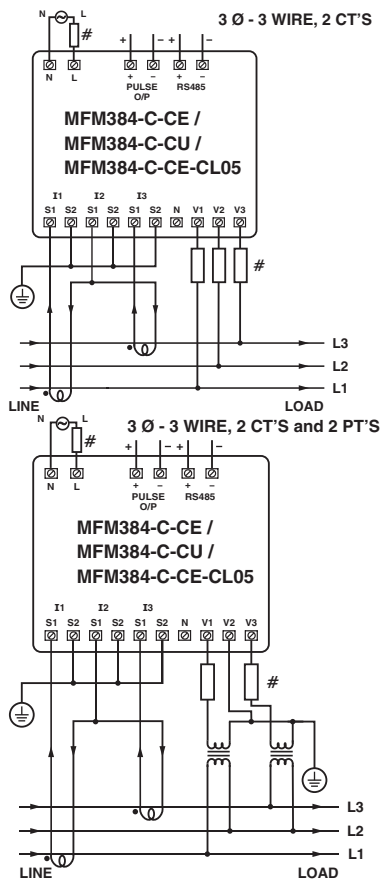 3 Ø - 3 WIRE, 2 CT'S
N L
#
+ – + –
N L + – + –
PULSE O/P RS485
MFM384-C-CE /
MFM384-C-CU /
MFM384-C-CE-CL05
I1 I2 I3
S1 S2 S1 S2 S1 S2 N V1 V2 V3
#
L3
L2
L1
LINE LOAD
3 Ø - 3 WIRE, 2 CT'S and 2 PT'S
N L
#
+ – + –
N L + – + –
PULSE O/P RS485
MFM384-C-CE /
MFM384-C-CU /
MFM384-C-CE-CL05
I1 I2 I3
S1 S2 S1 S2 S1 S2 N V1 V2 V3
#
L3
L2
L1
LINE LOAD